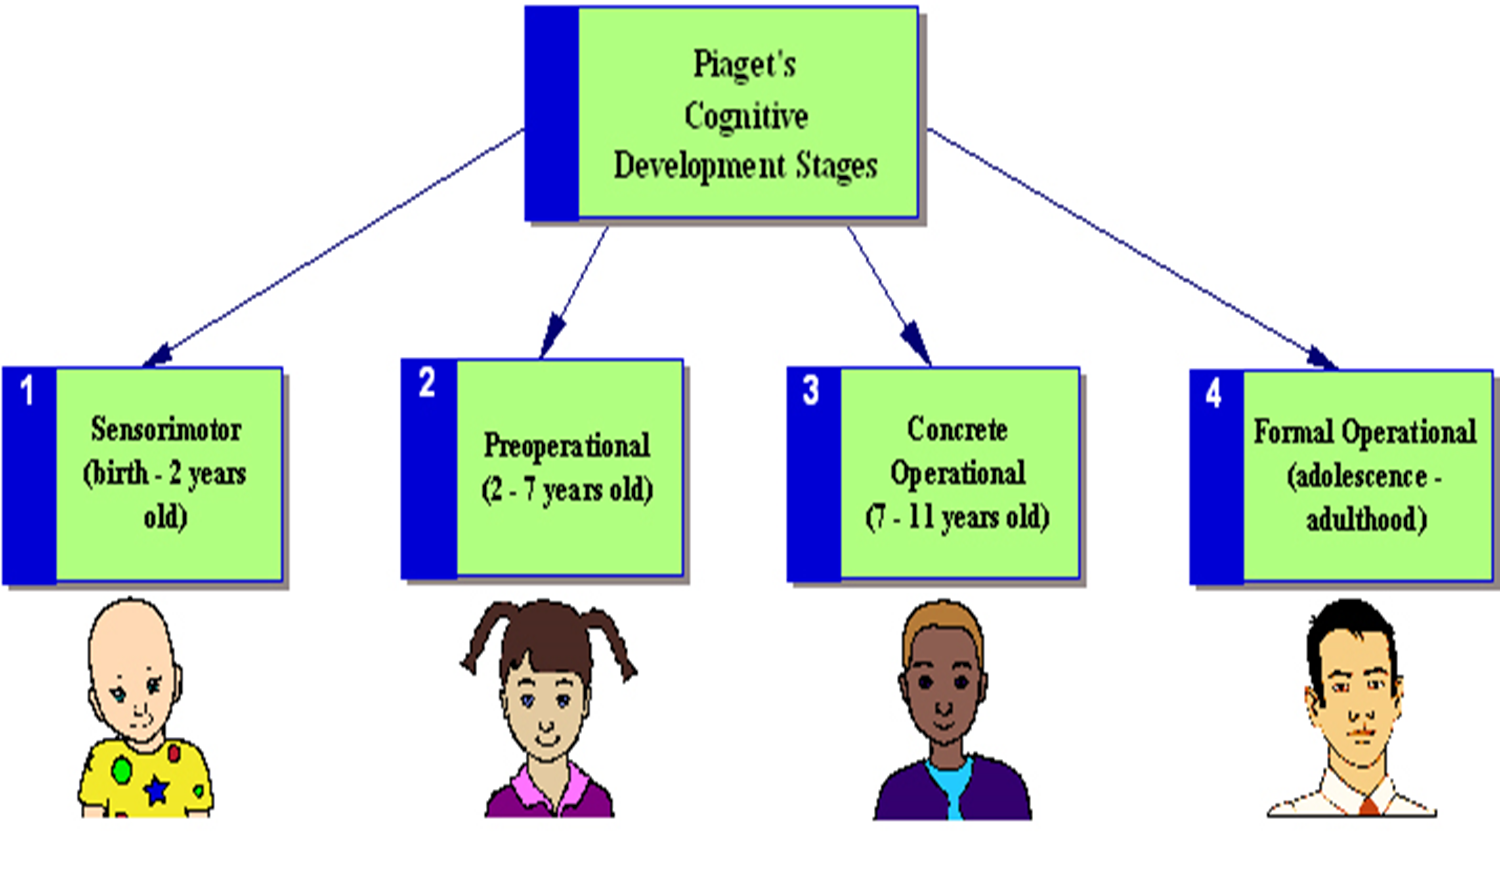 Piaget's
Cognitive
Development Stages
1
Sensorimotor
(birth - 2 years
old)
2
Preoperational
(2 - 7 years old)
3
Concrete
Operational
(7 - 11 years old)
4
Formal Operational
(adolescence -
adulthood)